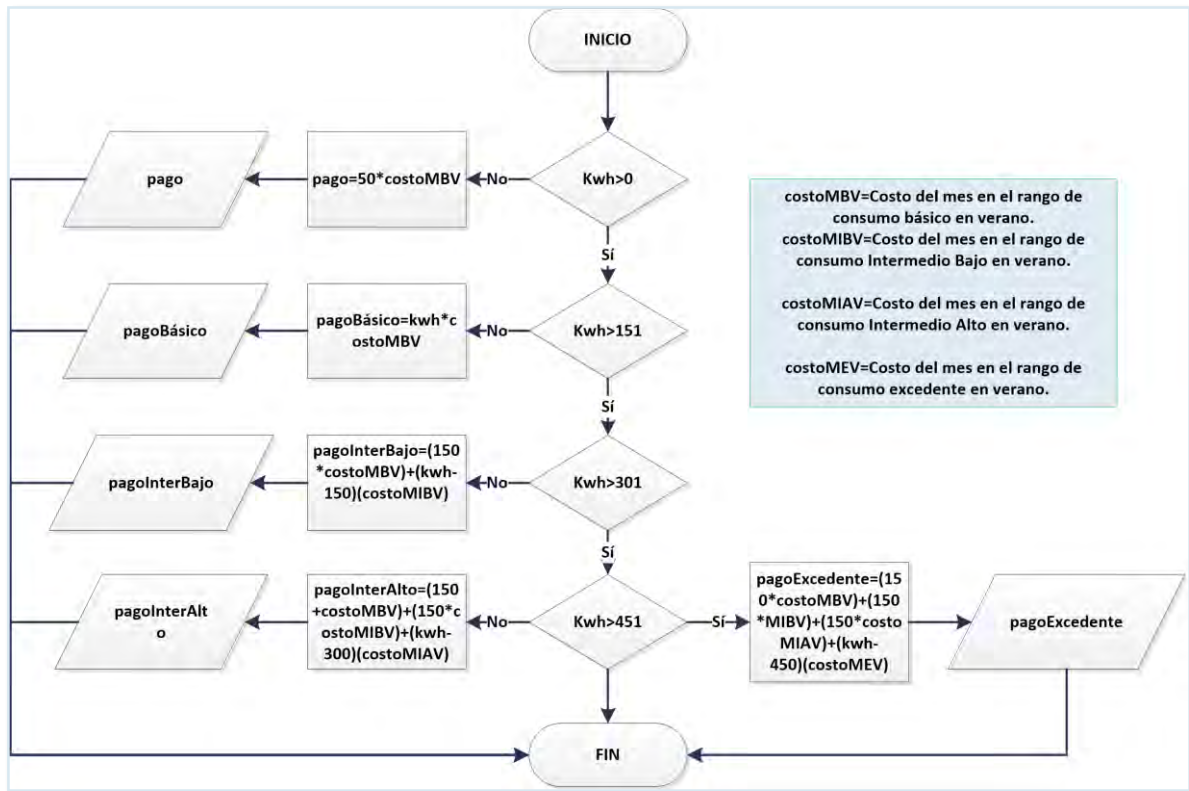 INICIO
pago
pago=50*costoMBV
No
Kwh>0
Sí
costoMBV=Costo del mes en el rango de
consumo básico en verano.
costoMIBV=Costo del mes en el rango de
consumo Intermedio Bajo en verano.
costoMIAV=Costo del mes en el rango de
consumo Intermedio Alto en verano.
costoMEV=Costo del mes en el rango de
consumo excedente en verano.
pagoBásico
pagoBásico=kwh*c
ostoMBV
No
Kwh>151
Sí
pagoInterBajo
pagoInterBajo=(150
*costoMBV)+(kwh-
150)(costoMIBV)
No
Kwh>301
Sí
pagoInterAlt
o
pagoInterAlto=(150
+costoMBV)+(150*c
ostoMIBV)+(kwh-
300)(costoMIAV)
No
Kwh>451
Sí
pagoExcedente=(15
0*costoMBV)+(150
*MIBV)+(150*costo
MIAV)+(kwh-
450)(costoMEV)
pagoExcedente
FIN